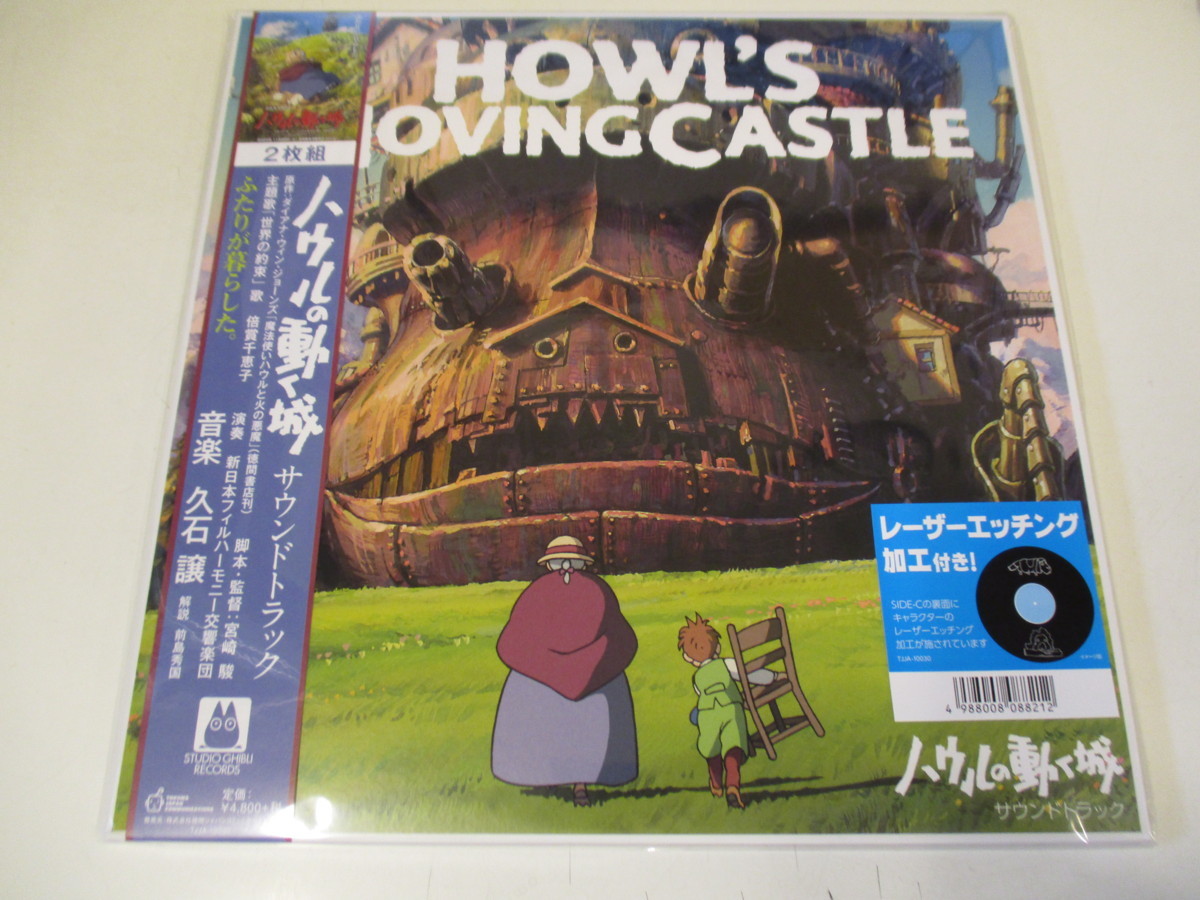 HOWL'S
OVING CASTLE
2枚組
ハウルの動く城 サウンドトラック
原作:ダイアナ・ウィン・ジョーンズ「魔法使いハウルと火の悪魔」(徳間書店刊) 脚本・監督:宮崎 駿
主題歌「世界の約束」歌 倍賞千恵子 演奏 新日本フィルハーモニー交響楽団
ふたりが暮らした。
音楽 久石 譲 解説 前島秀国
STUDIO GHIBLI
RECORDS
定価:
¥4,800+税
レーザーエッチング
加工付き!
SIDE-Cの裏面に
キャラクターの
レーザーエッチング
加工が施されています
TJJA-10030
4 988008 088212
ハウルの動く城
サウンドトラック